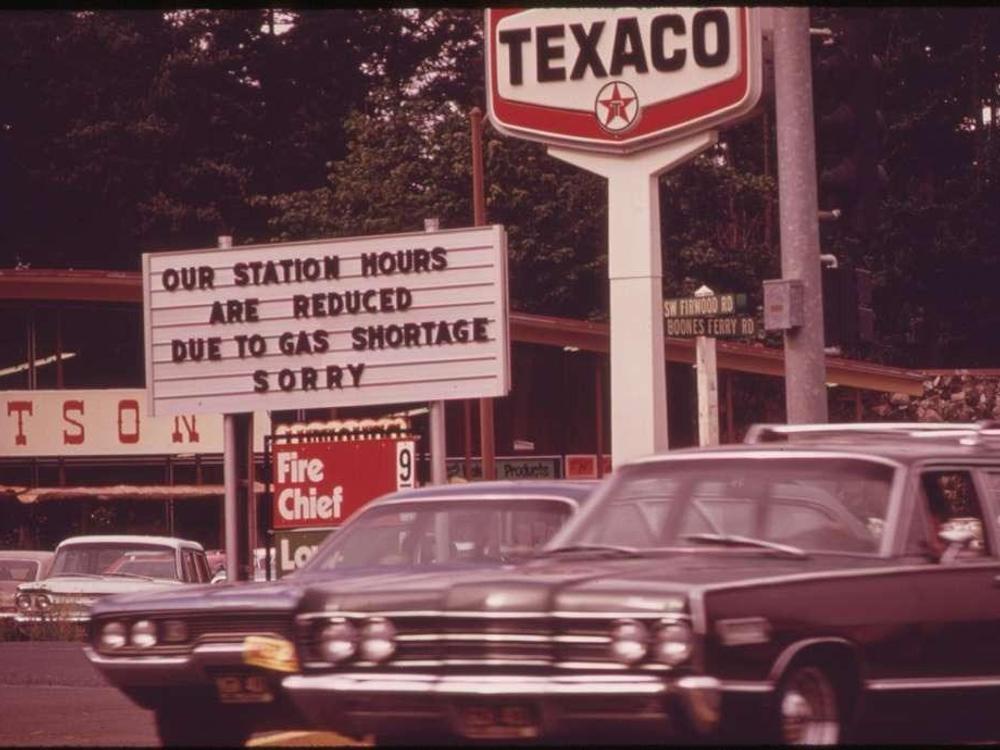 TEXACO
T
OUR STATION HOURS
ARE REDUCED
DUE TO GAS SHORTAGE
SORRY
SW FIRWOOD RD
BOONES FERRY RD
TSON
Fire
Chief
9
Products